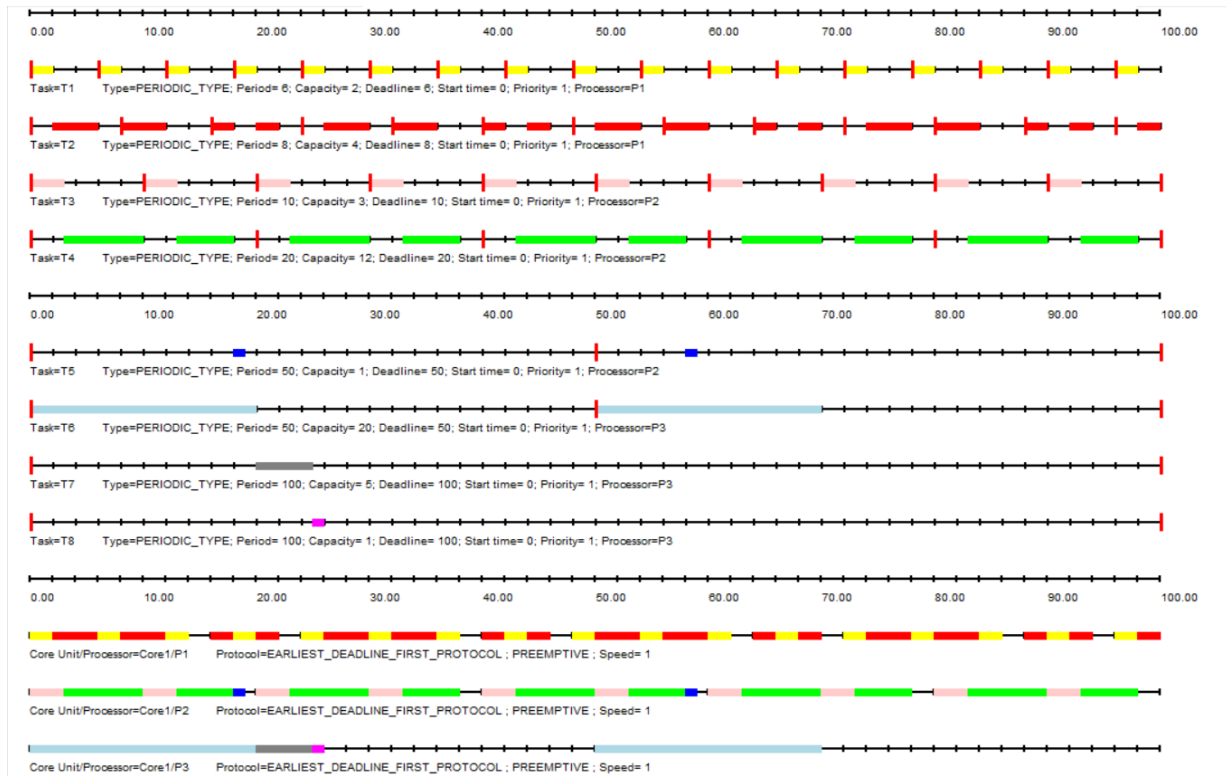 0.00 10.00 20.00 30.00 40.00 50.00 60.00 70.00 80.00 90.00 100.00
Task=T1 Type=PERIODIC_TYPE; Period= 6; Capacity= 2; Deadline= 6; Start time= 0; Priority= 1; Processor=P1
Task=T2 Type=PERIODIC_TYPE; Period= 8; Capacity= 4; Deadline= 8; Start time= 0; Priority= 1; Processor=P1
Task=T3 Type=PERIODIC_TYPE; Period= 10; Capacity= 3; Deadline= 10; Start time= 0; Priority= 1; Processor=P2
Task=T4 Type=PERIODIC_TYPE; Period= 20; Capacity= 12; Deadline= 20; Start time= 0; Priority= 1; Processor=P2
0.00 10.00 20.00 30.00 40.00 50.00 60.00 70.00 80.00 90.00 100.00
Task=T5 Type=PERIODIC_TYPE; Period= 50; Capacity= 1; Deadline= 50; Start time= 0; Priority= 1; Processor=P2
Task=T6 Type=PERIODIC_TYPE; Period= 50; Capacity= 20; Deadline= 50; Start time= 0; Priority= 1; Processor=P3
Task=T7 Type=PERIODIC_TYPE; Period= 100; Capacity= 5; Deadline= 100; Start time= 0; Priority= 1; Processor=P3
Task=T8 Type=PERIODIC_TYPE; Period= 100; Capacity= 1; Deadline= 100; Start time= 0; Priority= 1; Processor=P3
0.00 10.00 20.00 30.00 40.00 50.00 60.00 70.00 80.00 90.00 100.00
Core Unit/Processor=Core1/P1 Protocol=EARLIEST_DEADLINE_FIRST_PROTOCOL ; PREEMPTIVE ; Speed= 1
Core Unit/Processor=Core1/P2 Protocol=EARLIEST_DEADLINE_FIRST_PROTOCOL ; PREEMPTIVE ; Speed= 1
Core Unit/Processor=Core1/P3 Protocol=EARLIEST_DEADLINE_FIRST_PROTOCOL ; PREEMPTIVE ; Speed= 1